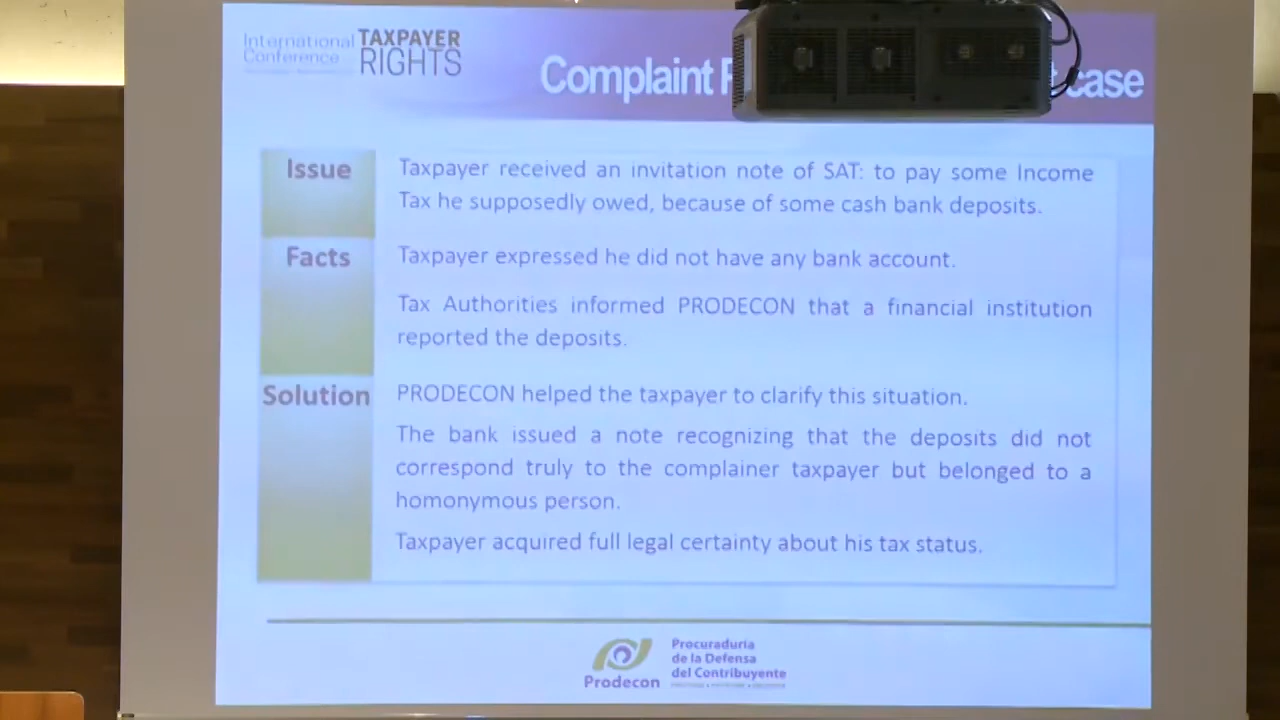 International TAXPAYER
Conference RIGHTS
Complaint case
Issue
Taxpayer received an invitation note of SAT: to pay some Income
Tax he supposedly owed, because of some cash bank deposits.
Facts
Taxpayer expressed he did not have any bank account.
Tax Authorities informed PRODECON that a financial institution
reported the deposits.
Solution
PRODECON helped the taxpayer to clarify this situation.
The bank issued a note recognizing that the deposits did not
correspond truly to the complainer taxpayer but belonged to a
homonymous person.
Taxpayer acquired full legal certainty about his tax status.
Prodecon
Procuraduría
de la Defensa
del Contribuyente